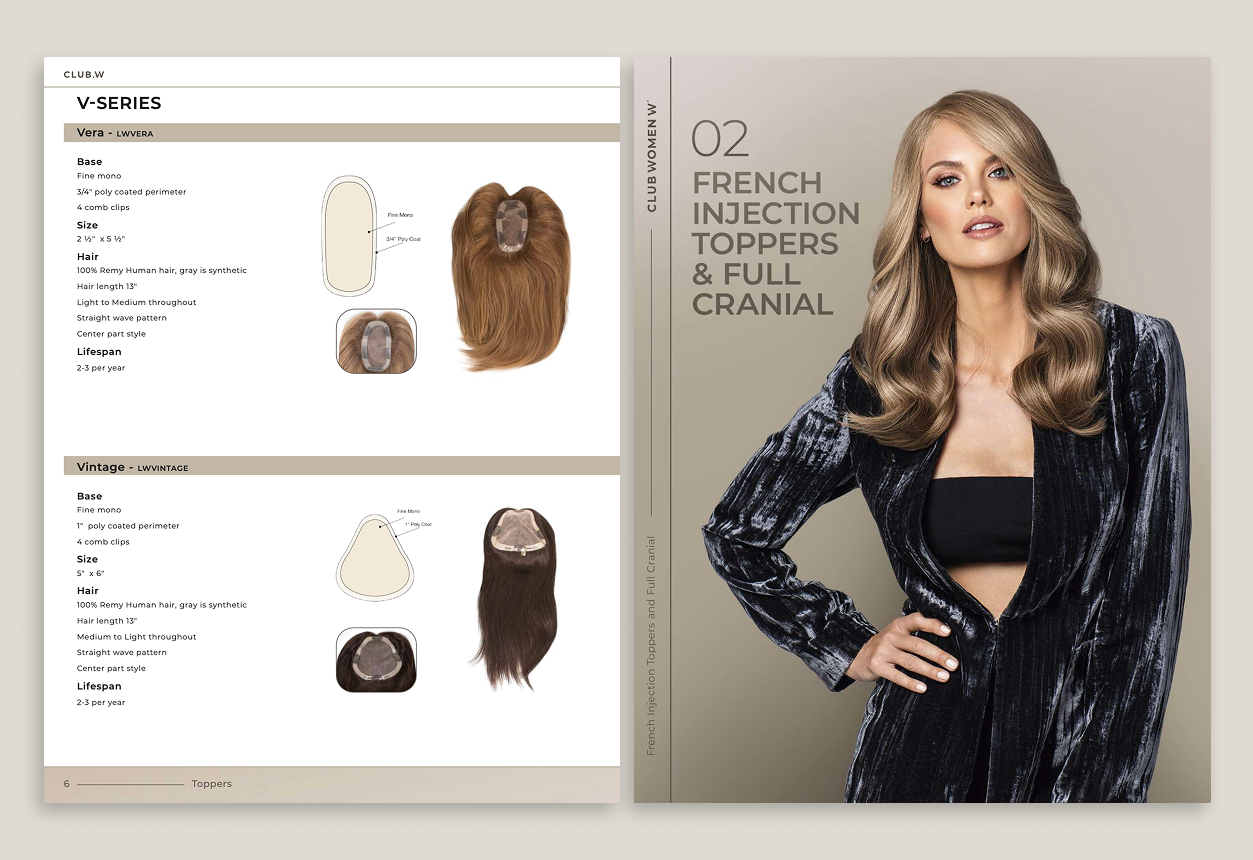 CLUB.W
V-SERIES
Vera - LWVERA
Base
Fine mono
3/4" poly coated perimeter
4 comb clips
Size
2 ½" x 5 ½"
Hair
100% Remy Human hair, gray is synthetic
Hair length 13"
Light to Medium throughout
Straight wave pattern
Center part style
Lifespan
2-3 per year
Fine Mono
3/4" Poly Coat
Vintage - LWVINTAGE
Base
Fine mono
1" poly coated perimeter
4 comb clips
Size
5" x 6"
Hair
100% Remy Human hair, gray is synthetic
Hair length 13"
Medium to Light throughout
Straight wave pattern
Center part style
Lifespan
2-3 per year
Fine Mono
1" Poly Coat
6 Toppers
CLUB WOMEN W
French Injection Toppers and Full Cranial
02
FRENCH
INJECTION
TOPPERS
& FULL
CRANIAL